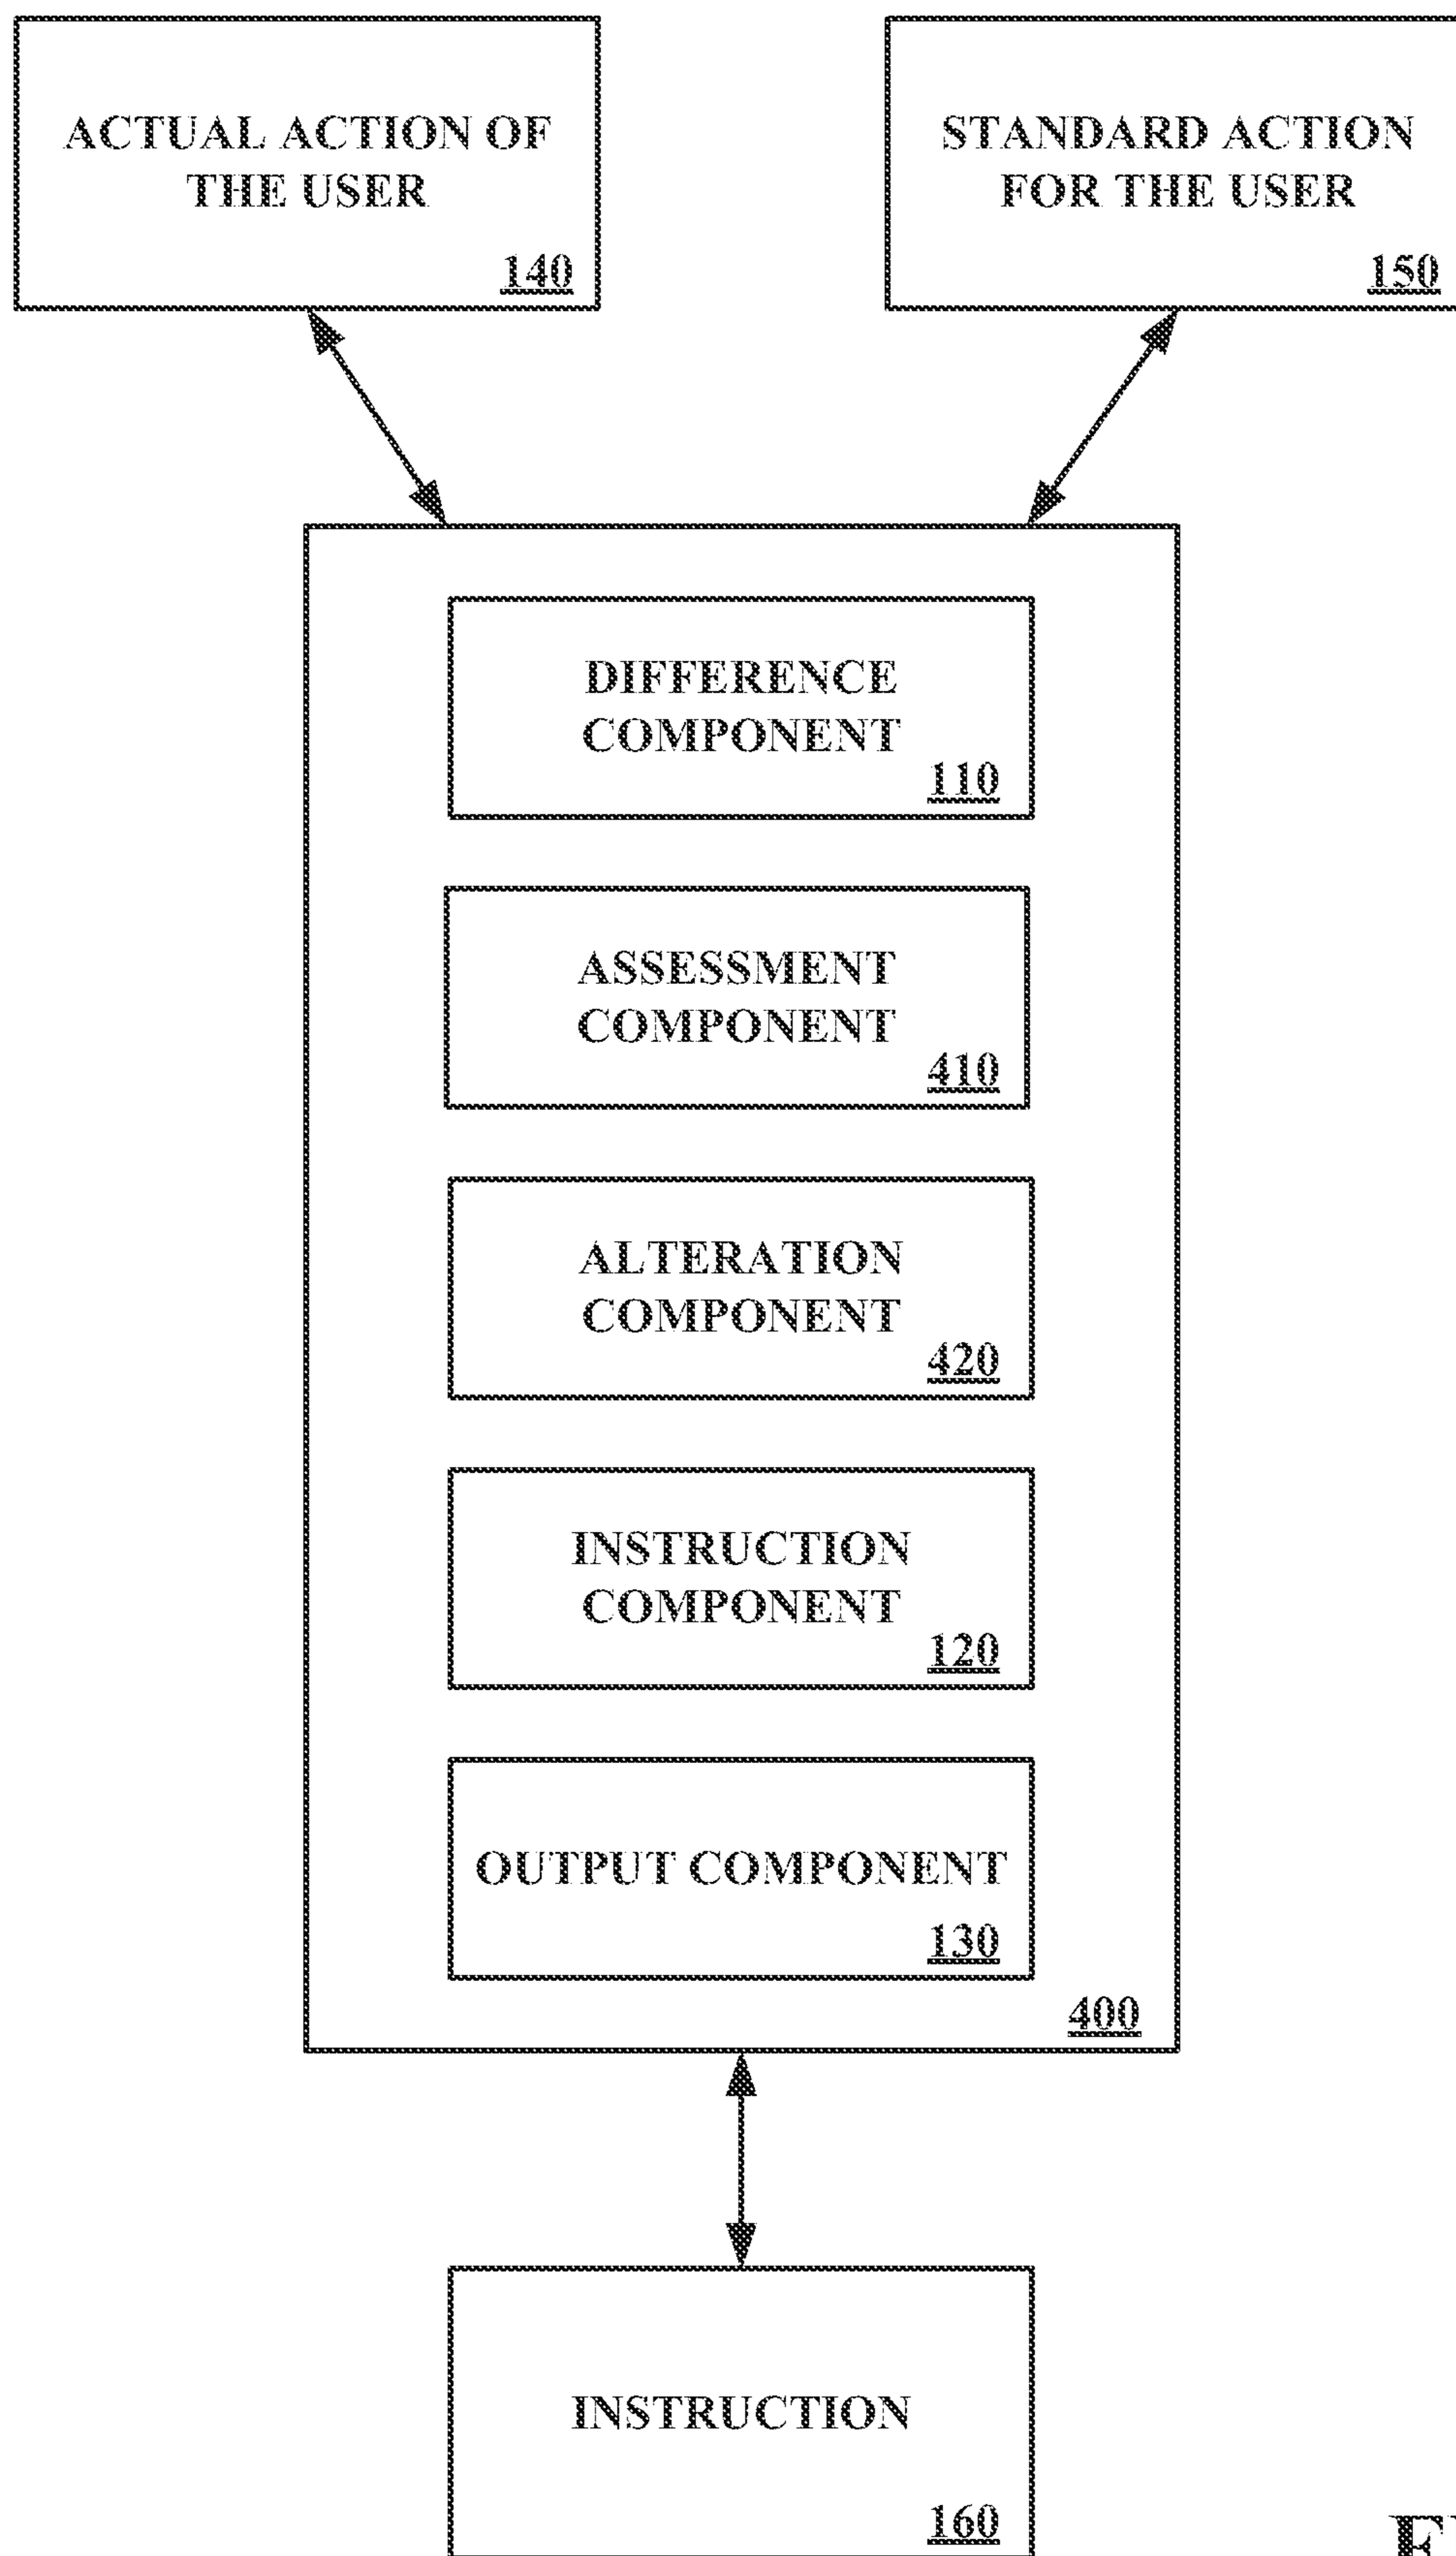 ACTUAL ACTION OF
THE USER
140
STANDARD ACTION
FOR THE USER
150
DIFFERENCE
COMPONENT
110
ASSESSMENT
COMPONENT
410
ALTERATION
COMPONENT
420
INSTRUCTION
COMPONENT
120
OUTPUT COMPONENT
130
400
INSTRUCTION
160